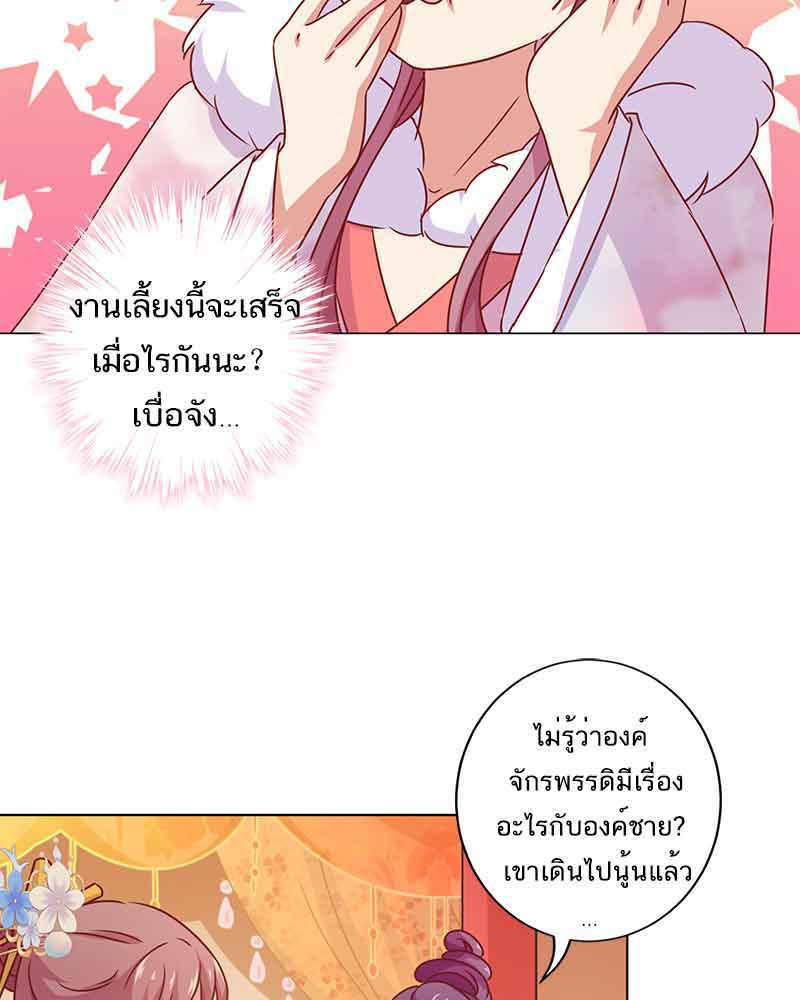 งานเลี้ยงนี้จะเสร็จ
เมื่อไรกันนะ?
เบื่อจัง...
ไม่รู้ว่าองค์
จักรพรรดิมีเรื่อง
อะไรกับองค์ชาย?
เขาเดินไปนู้นแล้ว
...